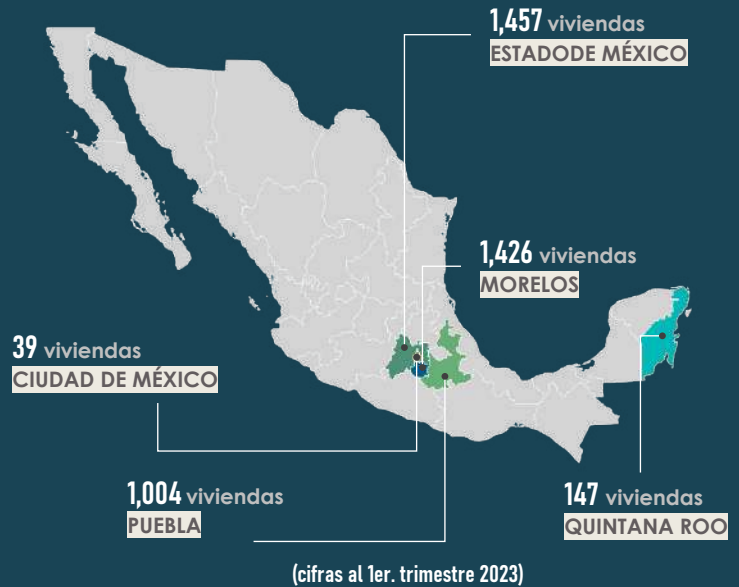 1,457 viviendas
ESTADODE MÉXICO
1,426 viviendas
MORELOS
39 viviendas
CIUDAD DE MÉXICO
1,004 viviendas
PUEBLA
147 viviendas
QUINTANA ROO
(cifras al 1er. trimestre 2023)